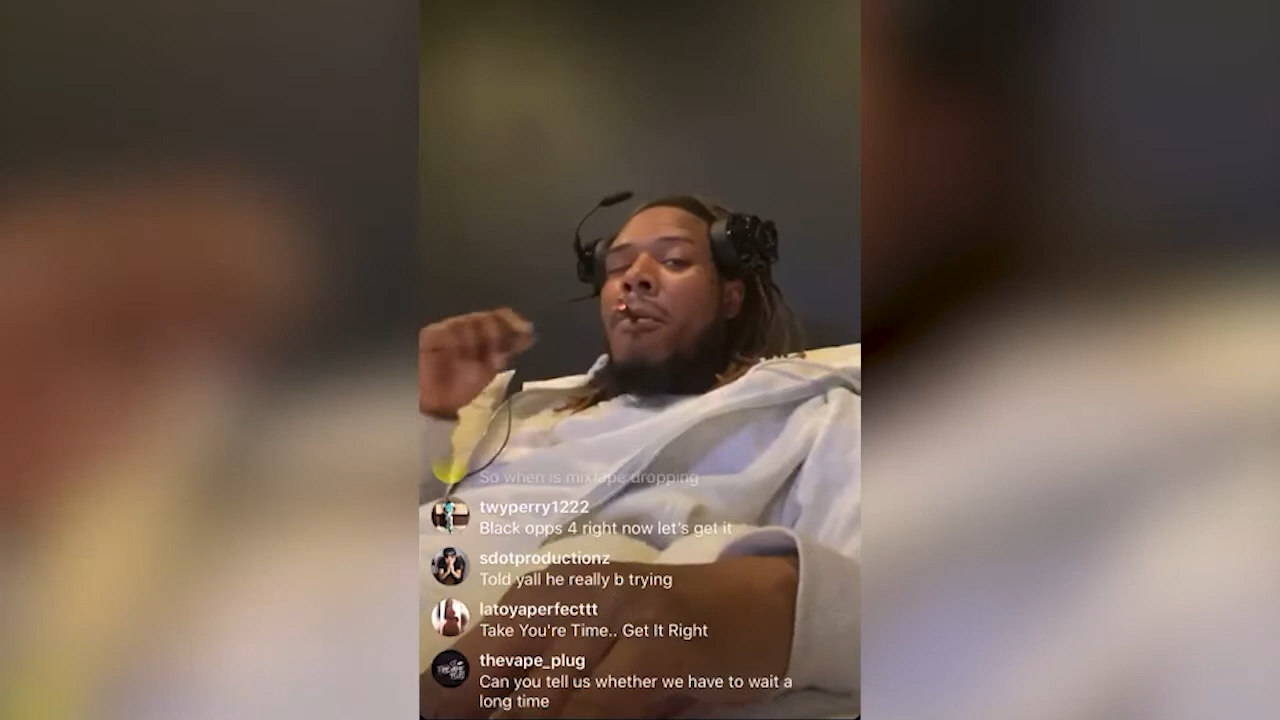 So when is mixtape dropping
twyperry1222
Black opps 4 right now let's get it
sdotproductionz
Told yall he really b trying
latoyaperfecttt
Take You're Time.. Get It Right
thevape_plug
Can you tell us whether we have to wait a
long time